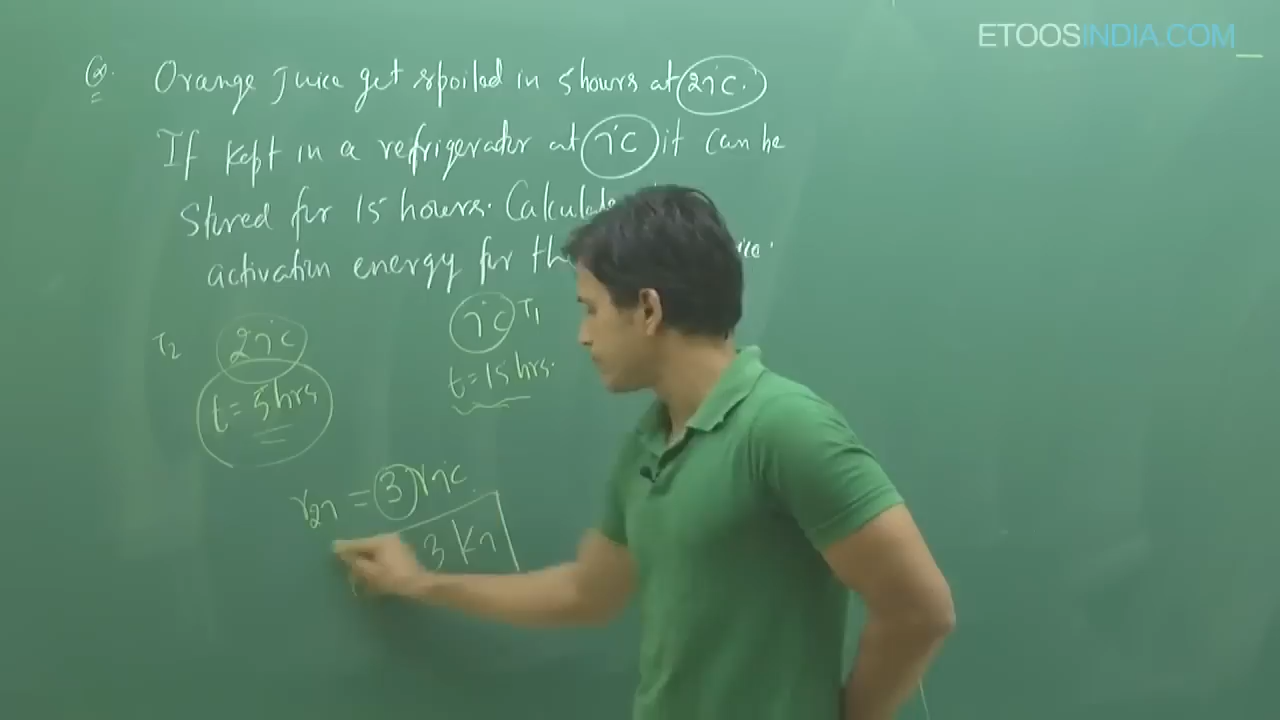 ETOOSINDIA.COM
Q. Orange Juice get spoiled in 5 hours at 27°C.
If kept in a refrigerator at 7°C it can be
Stored for 15 hours. Calculate
activation energy for
T2 27°C 7°C T1
t = 5 hrs t = 15 hrs.
r27 = 3 r7°C
3 K7